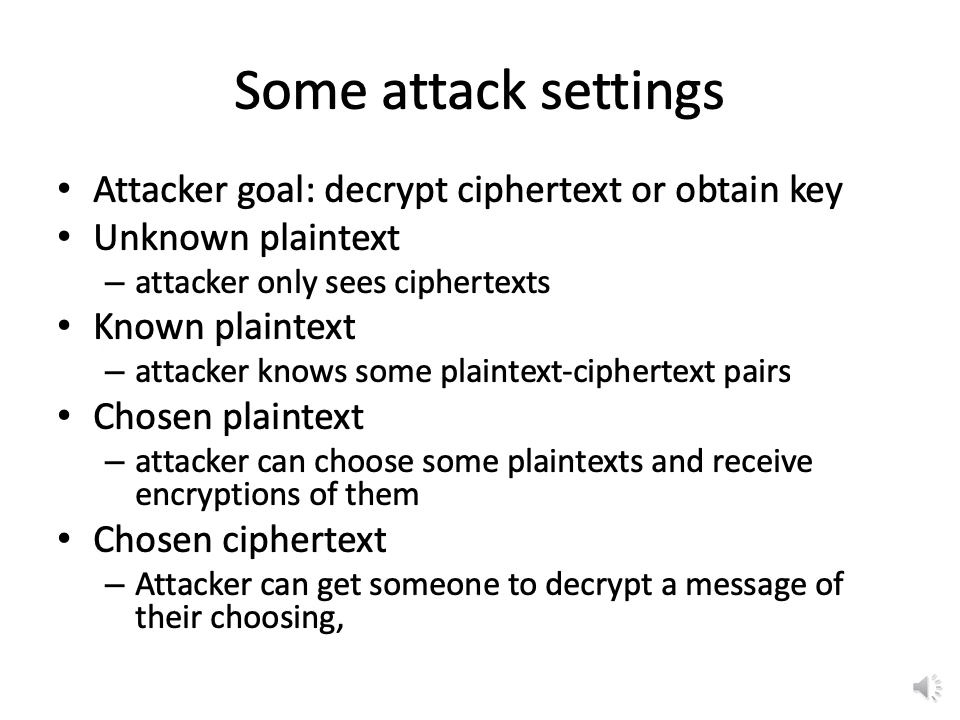 Some attack settings
• Attacker goal: decrypt ciphertext or obtain key
• Unknown plaintext
– attacker only sees ciphertexts
• Known plaintext
– attacker knows some plaintext-ciphertext pairs
• Chosen plaintext
– attacker can choose some plaintexts and receive
encryptions of them
• Chosen ciphertext
– Attacker can get someone to decrypt a message of
their choosing,